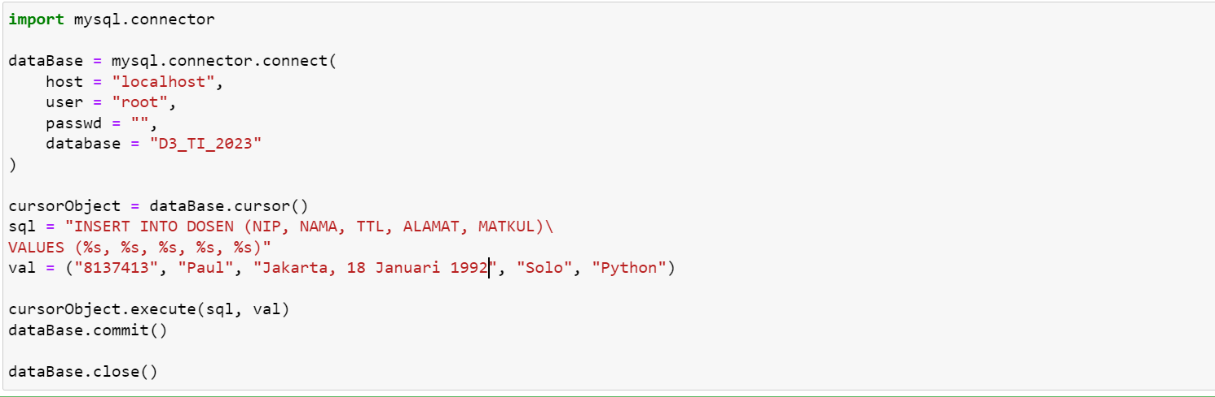 import mysql.connector
dataBase = mysql.connector.connect(
    host = "localhost",
    user = "root",
    passwd = "",
    database = "D3_TI_2023"
)
cursorObject = dataBase.cursor()
sql = "INSERT INTO DOSEN (NIP, NAMA, TTL, ALAMAT, MATKUL)\
VALUES (%s, %s, %s, %s, %s)"
val = ("8137413", "Paul", "Jakarta, 18 Januari 1992", "Solo", "Python")
cursorObject.execute(sql, val)
dataBase.commit()
dataBase.close()